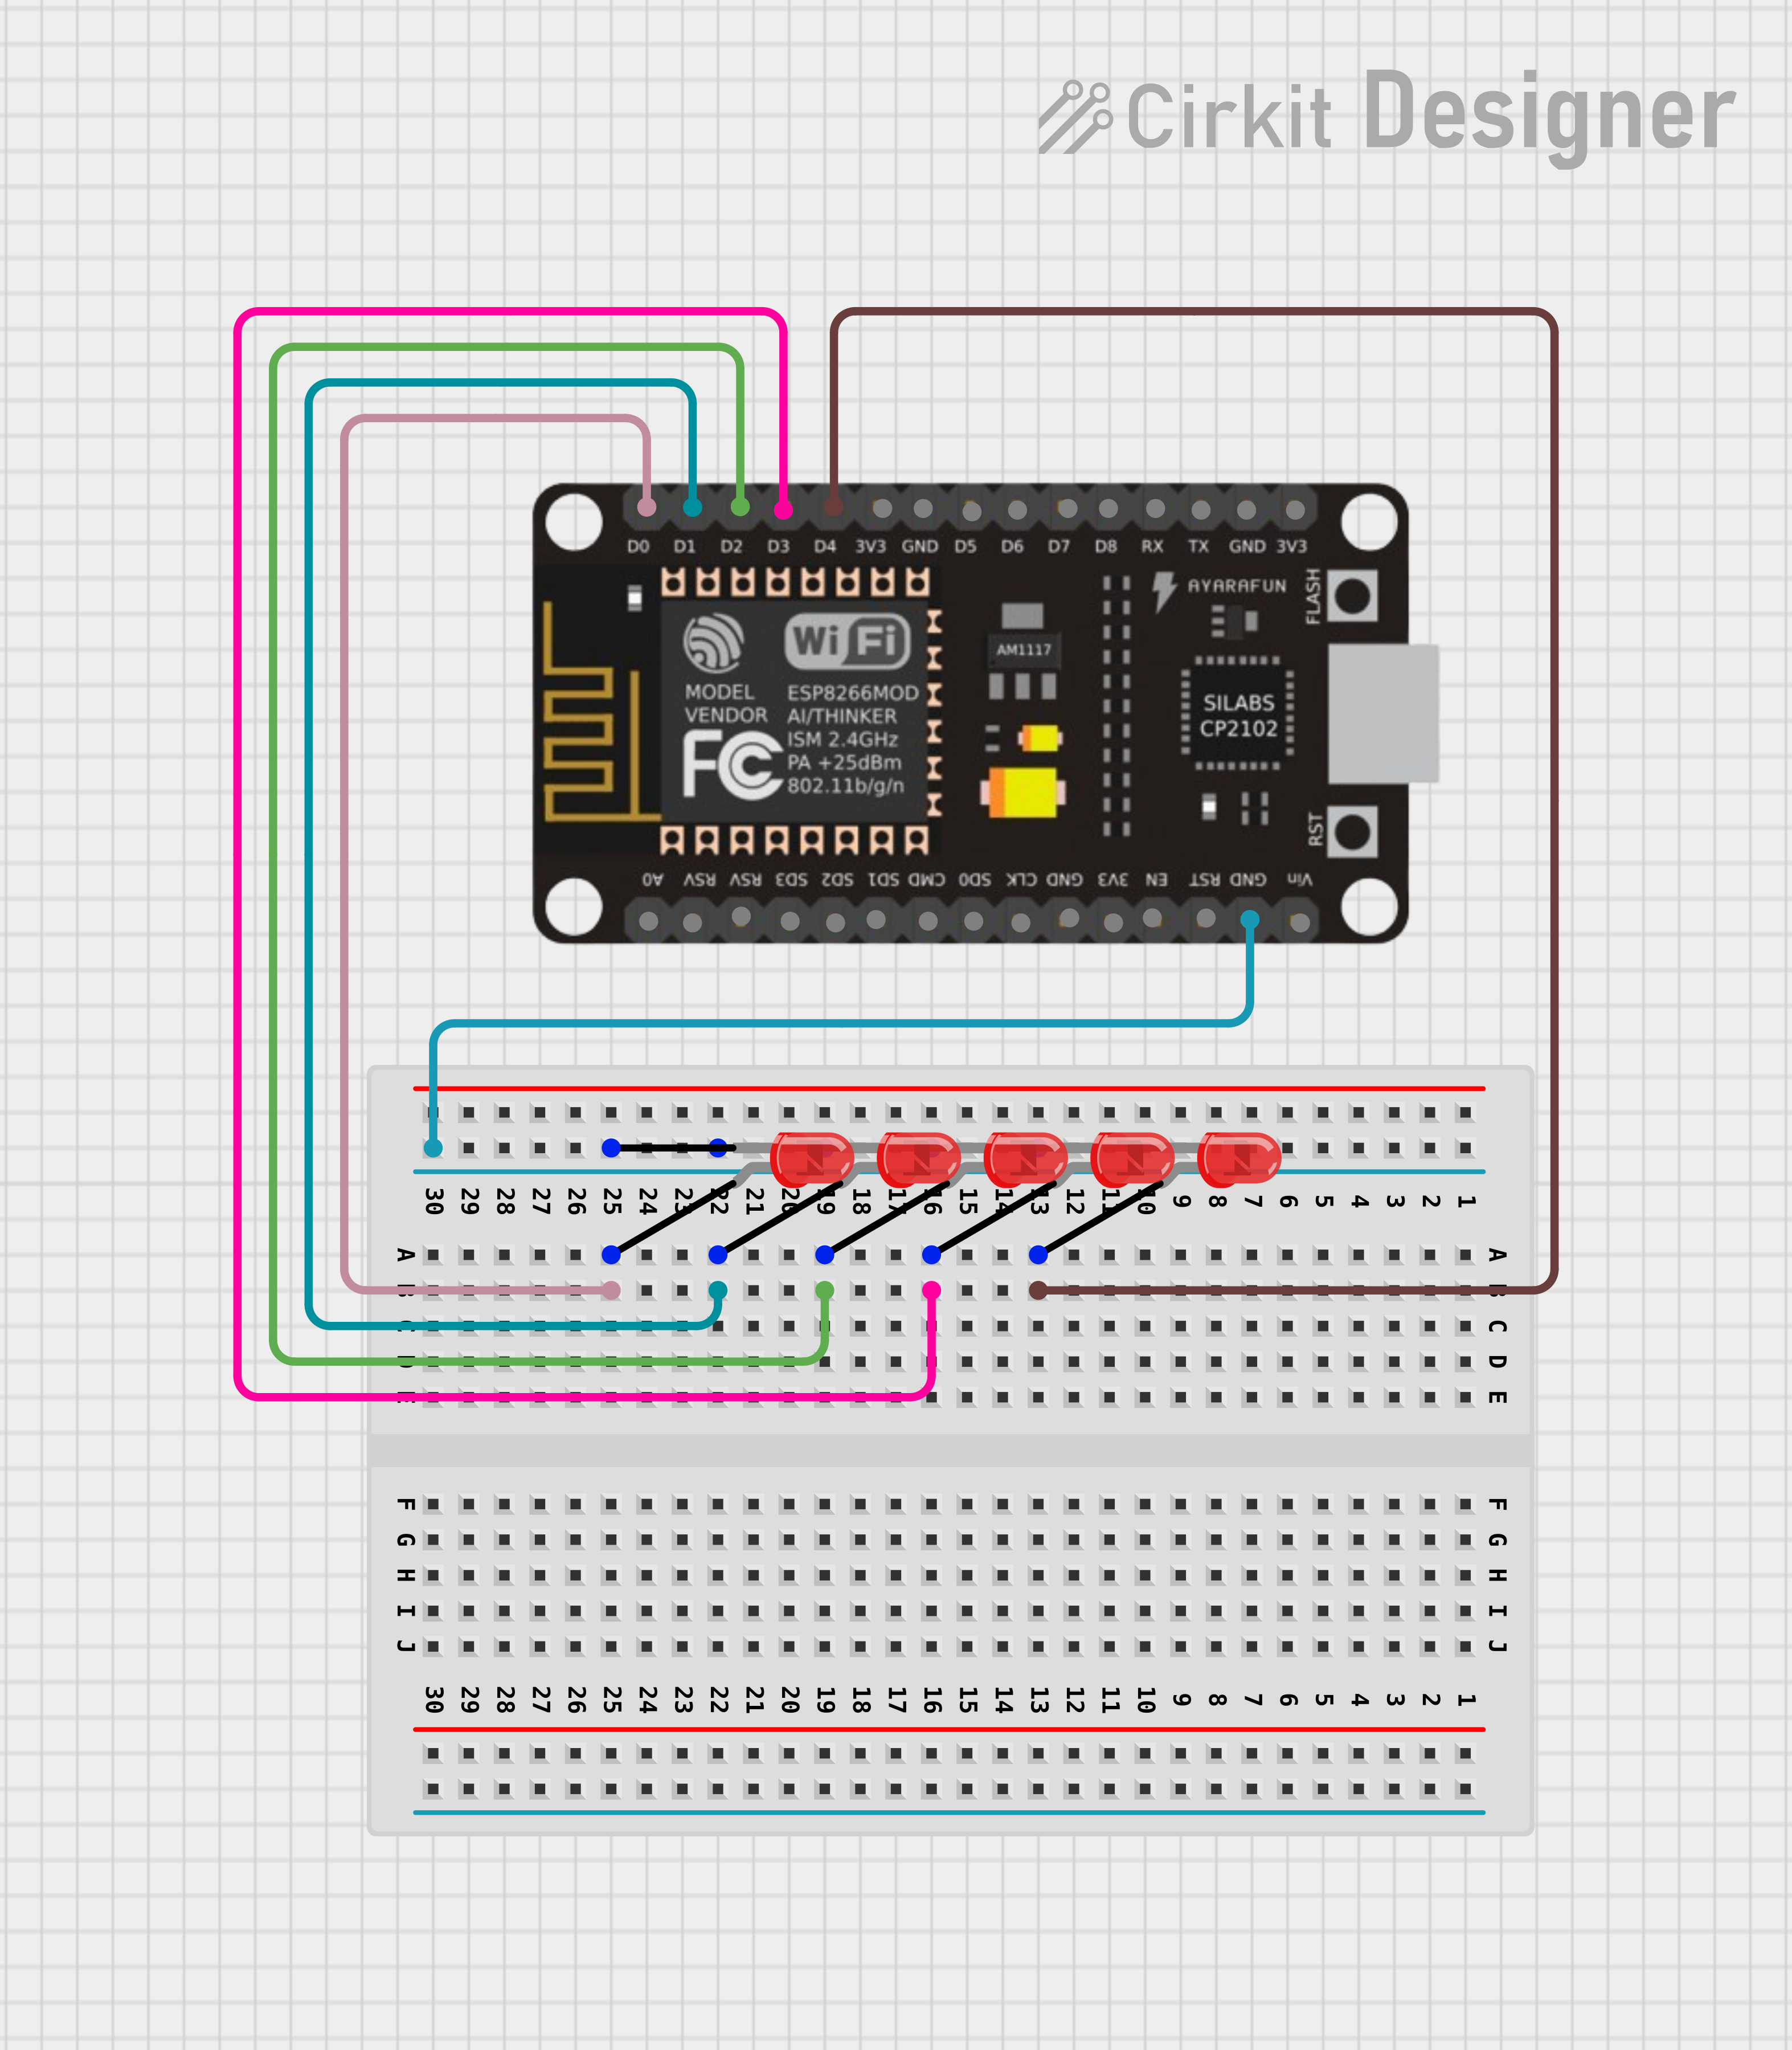 Cirkit Designer
D0 D1 D2 D3 D4 3V3 GND D5 D6 D7 D8 RX TX GND 3V3
AYARAFUN
FLASH
WiFi
AM1117
MODEL ESP8266MOD
VENDOR AI/THINKER
ISM 2.4GHz
PA +25dBm
802.11b/g/n
FC
SILABS
CP2102
RST
A0 RSV RSV SD3 SD2 SD1 CMD SD0 CLK GND 3V3 EN RST GND Vin
30 29 28 27 26 25 24 23 22 21 20 19 18 17 16 15 14 13 12 11 10 9 8 7 6 5 4 3 2 1
A A
B B
C C
D D
E E
F F
G G
H H
I I
J J
30 29 28 27 26 25 24 23 22 21 20 19 18 17 16 15 14 13 12 11 10 9 8 7 6 5 4 3 2 1